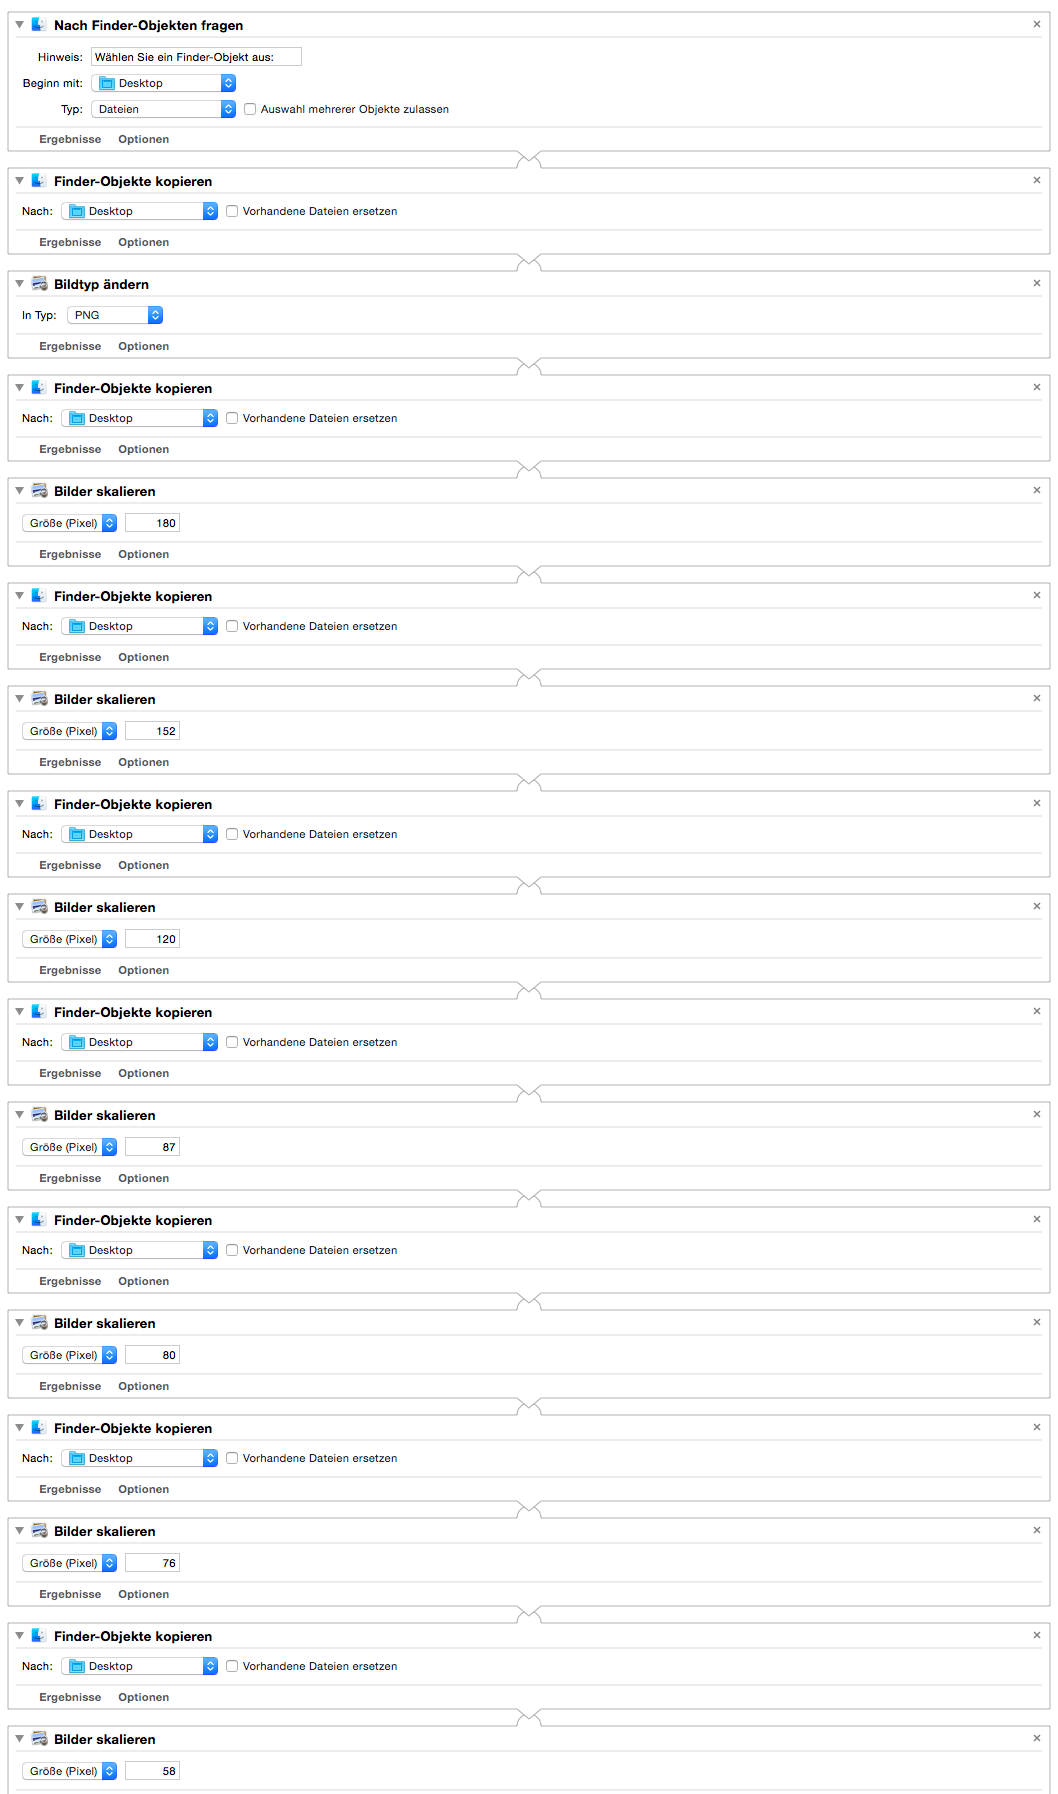 Nach Finder-Objekten fragen
Hinweis: Wählen Sie ein Finder-Objekt aus:
Beginn mit: Desktop
Typ: Dateien Auswahl mehrerer Objekte zulassen
Ergebnisse Optionen
Finder-Objekte kopieren
Nach: Desktop Vorhandene Dateien ersetzen
Ergebnisse Optionen
Bildtyp ändern
In Typ: PNG
Ergebnisse Optionen
Finder-Objekte kopieren
Nach: Desktop Vorhandene Dateien ersetzen
Ergebnisse Optionen
Bilder skalieren
Größe (Pixel) 180
Ergebnisse Optionen
Finder-Objekte kopieren
Nach: Desktop Vorhandene Dateien ersetzen
Ergebnisse Optionen
Bilder skalieren
Größe (Pixel) 152
Ergebnisse Optionen
Finder-Objekte kopieren
Nach: Desktop Vorhandene Dateien ersetzen
Ergebnisse Optionen
Bilder skalieren
Größe (Pixel) 120
Ergebnisse Optionen
Finder-Objekte kopieren
Nach: Desktop Vorhandene Dateien ersetzen
Ergebnisse Optionen
Bilder skalieren
Größe (Pixel) 87
Ergebnisse Optionen
Finder-Objekte kopieren
Nach: Desktop Vorhandene Dateien ersetzen
Ergebnisse Optionen
Bilder skalieren
Größe (Pixel) 80
Ergebnisse Optionen
Finder-Objekte kopieren
Nach: Desktop Vorhandene Dateien ersetzen
Ergebnisse Optionen
Bilder skalieren
Größe (Pixel) 76
Ergebnisse Optionen
Finder-Objekte kopieren
Nach: Desktop Vorhandene Dateien ersetzen
Ergebnisse Optionen
Bilder skalieren
Größe (Pixel) 58